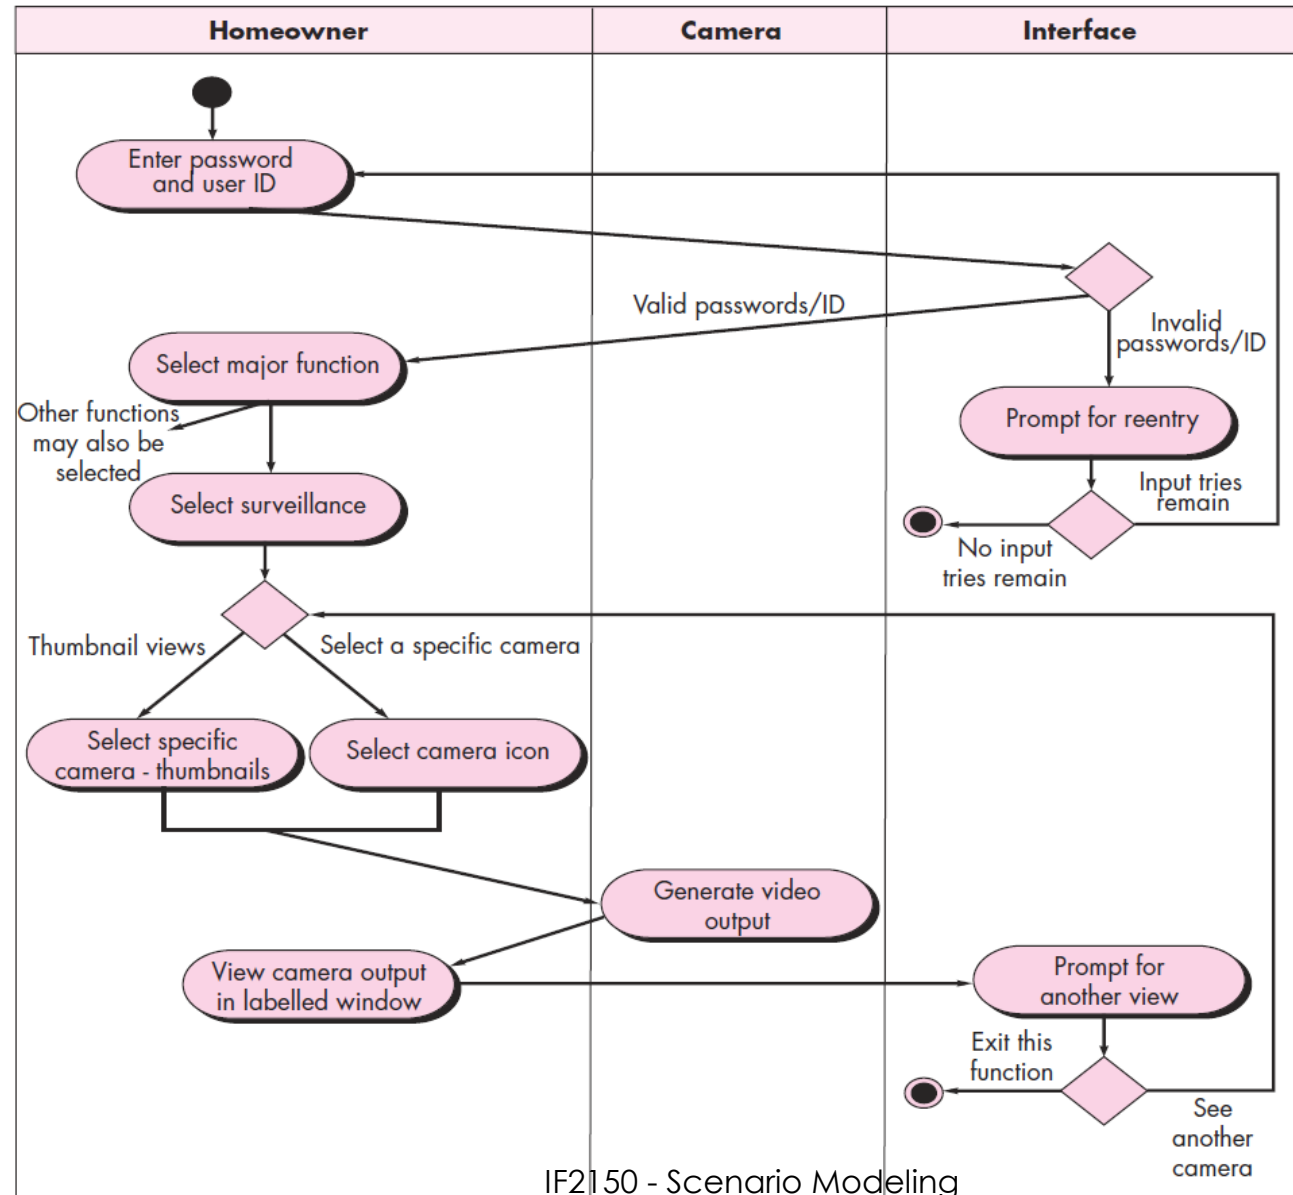 Homeowner
Camera
Interface
Enter password
and user ID
Valid passwords/ID
Invalid
passwords/ID
Select major function
Other functions
may also be
selected
Prompt for reentry
Select surveillance
Input tries
remain
No input
tries remain
Thumbnail views
Select a specific camera
Select specific
camera - thumbnails
Select camera icon
Generate video
output
View camera output
in labelled window
Prompt for
another view
Exit this
function
See
another
camera
IF2150 - Scenario Modeling